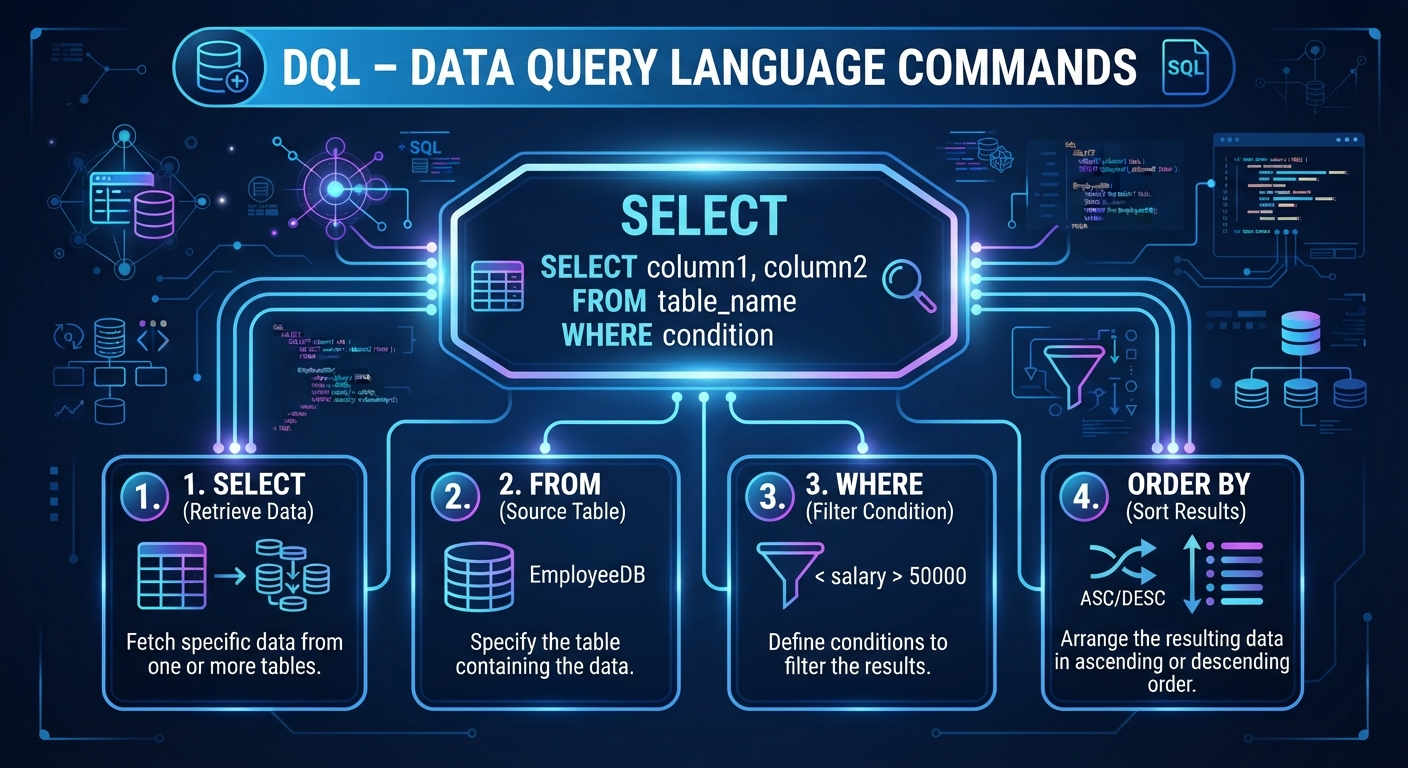 DQL – DATA QUERY LANGUAGE COMMANDS
SQL
SQL
SELECT
SELECT column1, column2
FROM table_name
WHERE condition
1. 1. SELECT
(Retrieve Data)
Fetch specific data from
one or more tables.
2. 2. FROM
(Source Table)
EmployeeDB
Specify the table
containing the data.
3. 3. WHERE
(Filter Condition)
< salary > 50000
Define conditions to
filter the results.
4. ORDER BY
(Sort Results)
ASC/DESC
Arrange the resulting data
in ascending or descending
order.